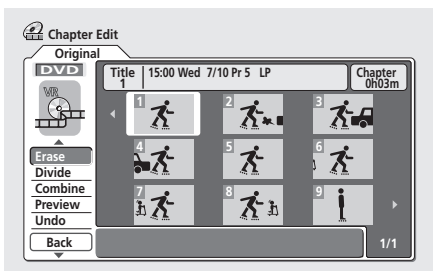 Chapter Edit
Original
DVD
VR
Title 1 15:00 Wed 7/10 Pr 5 LP
Chapter 0h03m
1 2 3
4 5 6
7 8 9
Erase
Divide
Combine
Preview
Undo
Back
1/1